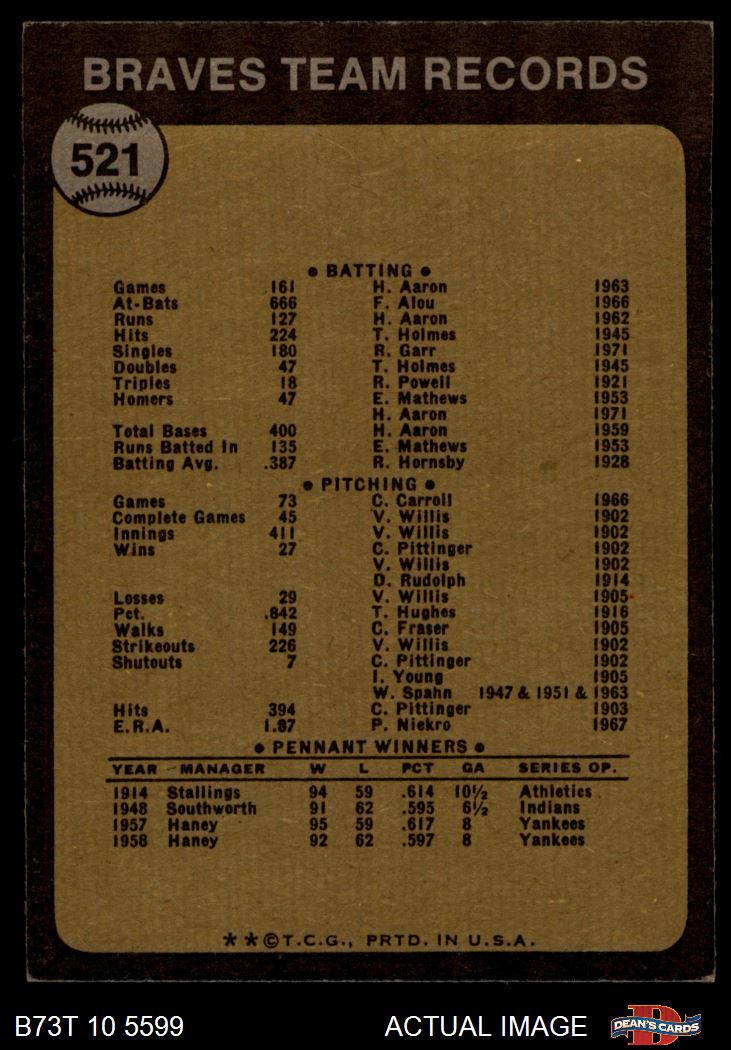 BRAVES TEAM RECORDS
521
• BATTING •
Games 161 H. Aaron 1963
At-Bats 666 F. Alou 1966
Runs 127 H. Aaron 1962
Hits 224 T. Holmes 1945
Singles 180 R. Garr 1971
Doubles 47 T. Holmes 1945
Triples 18 R. Powell 1921
Homers 47 E. Mathews 1953
H. Aaron 1971
Total Bases 400 H. Aaron 1959
Runs Batted In 135 E. Mathews 1953
Batting Avg. .387 R. Hornsby 1928
• PITCHING •
Games 73 C. Carroll 1966
Complete Games 45 V. Willis 1902
Innings 411 V. Willis 1902
Wins 27 C. Pittinger 1902
V. Willis 1902
D. Rudolph 1914
Losses 29 V. Willis 1905
Pct. .842 T. Hughes 1916
Walks 149 C. Fraser 1905
Strikeouts 226 V. Willis 1902
Shutouts 7 C. Pittinger 1902
I. Young 1905
W. Spahn 1947 & 1951 & 1963
Hits 394 C. Pittinger 1903
E.R.A. 1.87 P. Niekro 1967
• PENNANT WINNERS •
YEAR MANAGER W L PCT GA SERIES OP.
1914 Stallings 94 59 .614 10½ Athletics
1948 Southworth 91 62 .595 6½ Indians
1957 Haney 95 59 .617 8 Yankees
1958 Haney 92 62 .597 8 Yankees
**©T.C.G., PRTD. IN U.S.A.
B73T 10 5599 ACTUAL IMAGE D DEAN'S CARDS